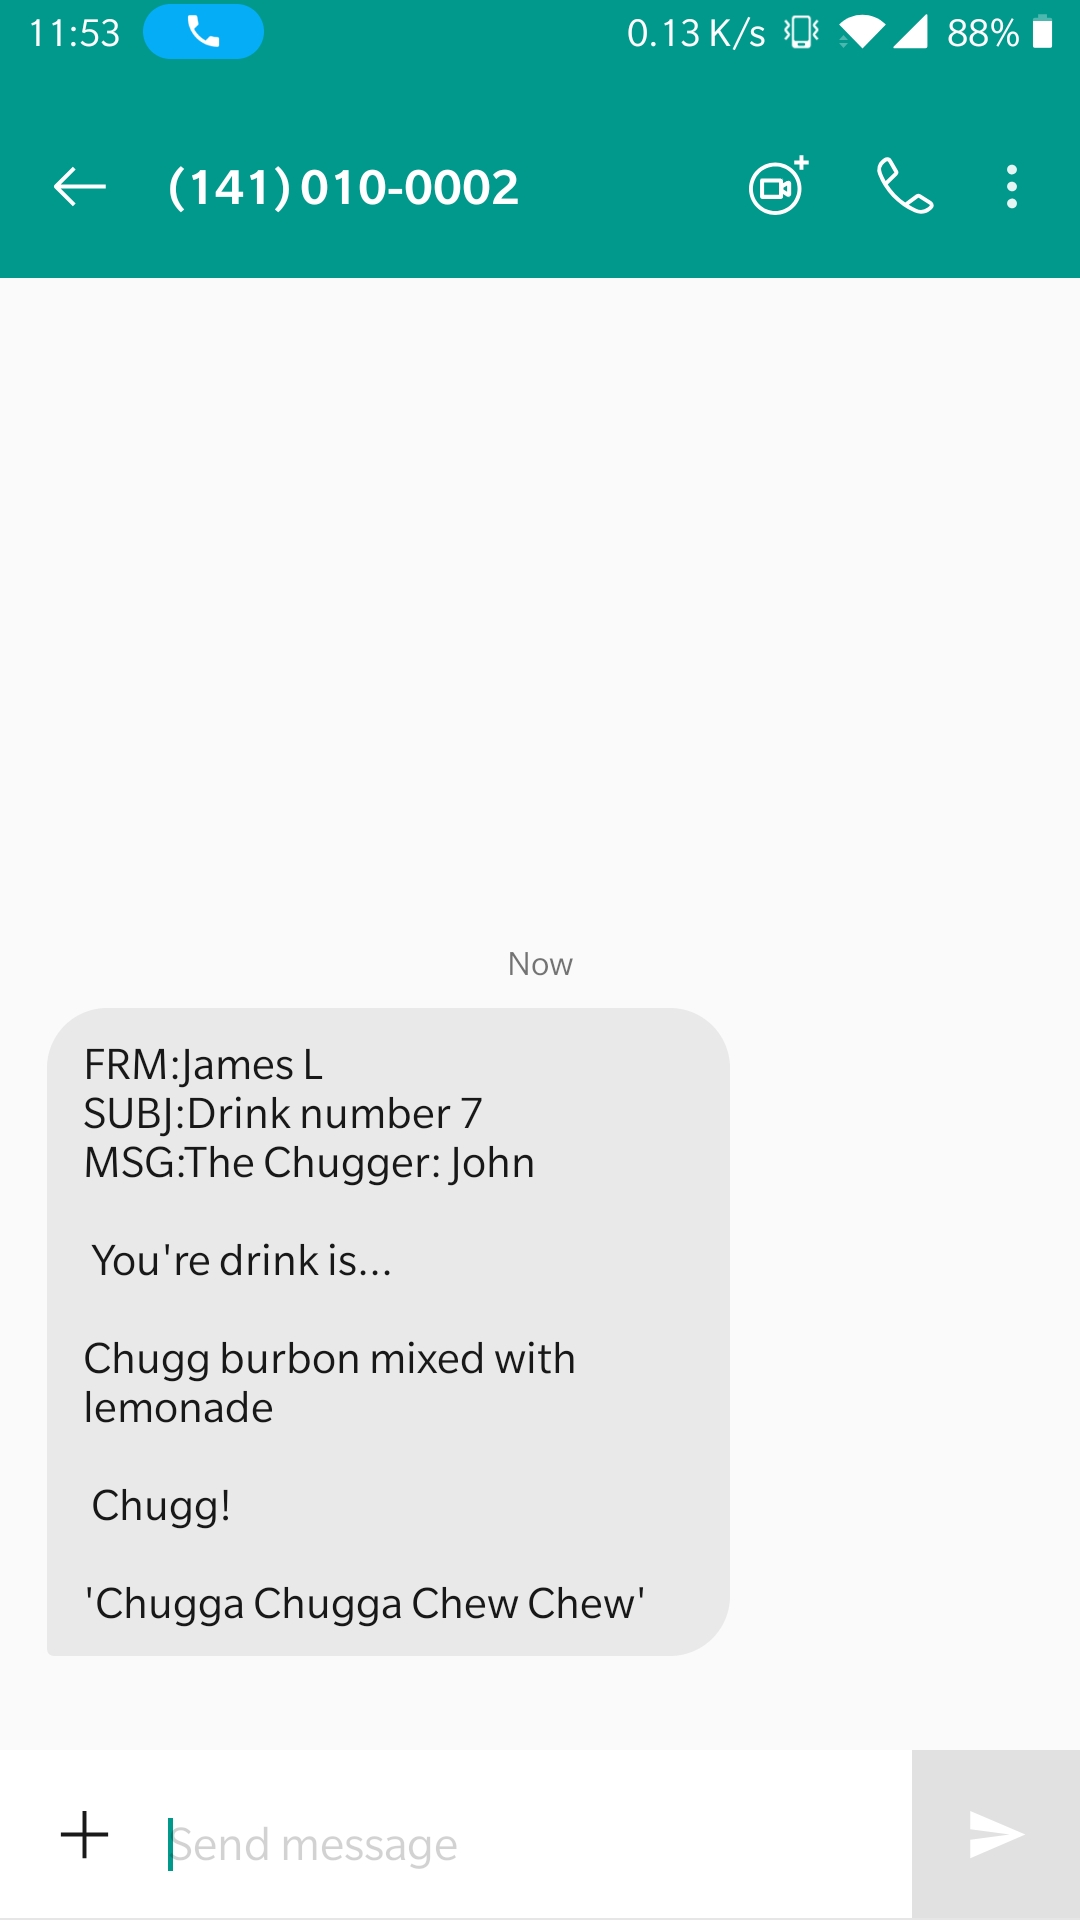 11:53 0.13 K/s 88%
(141) 010-0002
Now
FRM:James L
SUBJ:Drink number 7
MSG:The Chugger: John
You're drink is...
Chugg burbon mixed with
lemonade
Chugg!
'Chugga Chugga Chew Chew'
Send message